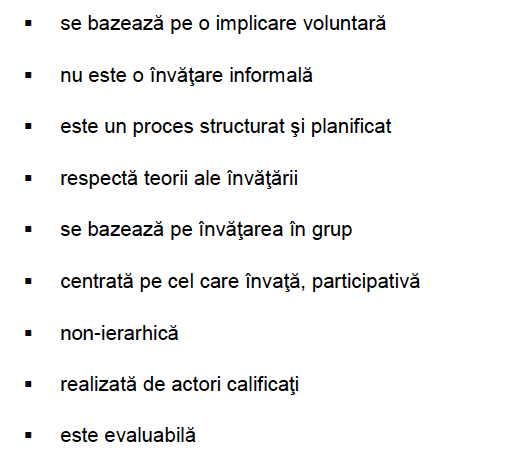 ▪ se bazează pe o implicare voluntară
▪ nu este o învăţare informală
▪ este un proces structurat şi planificat
▪ respectă teorii ale învăţării
▪ se bazează pe învăţarea în grup
▪ centrată pe cel care învaţă, participativă
▪ non-ierarhică
▪ realizată de actori calificaţi
▪ este evaluabilă